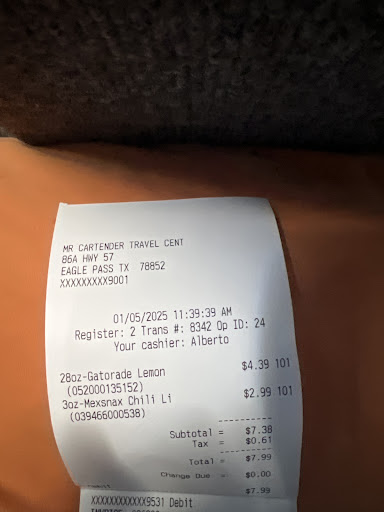 MR CARTENDER TRAVEL CENT
86A HWY 57
EAGLE PASS TX 78852
XXXXXXXXX9001
01/05/2025 11:39:39 AM
Register: 2 Trans #: 8342 Op ID: 24
Your cashier: Alberto
28oz-Gatorade Lemon $4.39 101
(052000135152)
3oz-Mexsnax Chili Li $2.99 101
(039466000538)
----------
Subtotal = $7.38
Tax = $0.61
----------
Total = $7.99
Change Due = $0.00
$7.99
XXXXXXXXXXXX9531 Debit